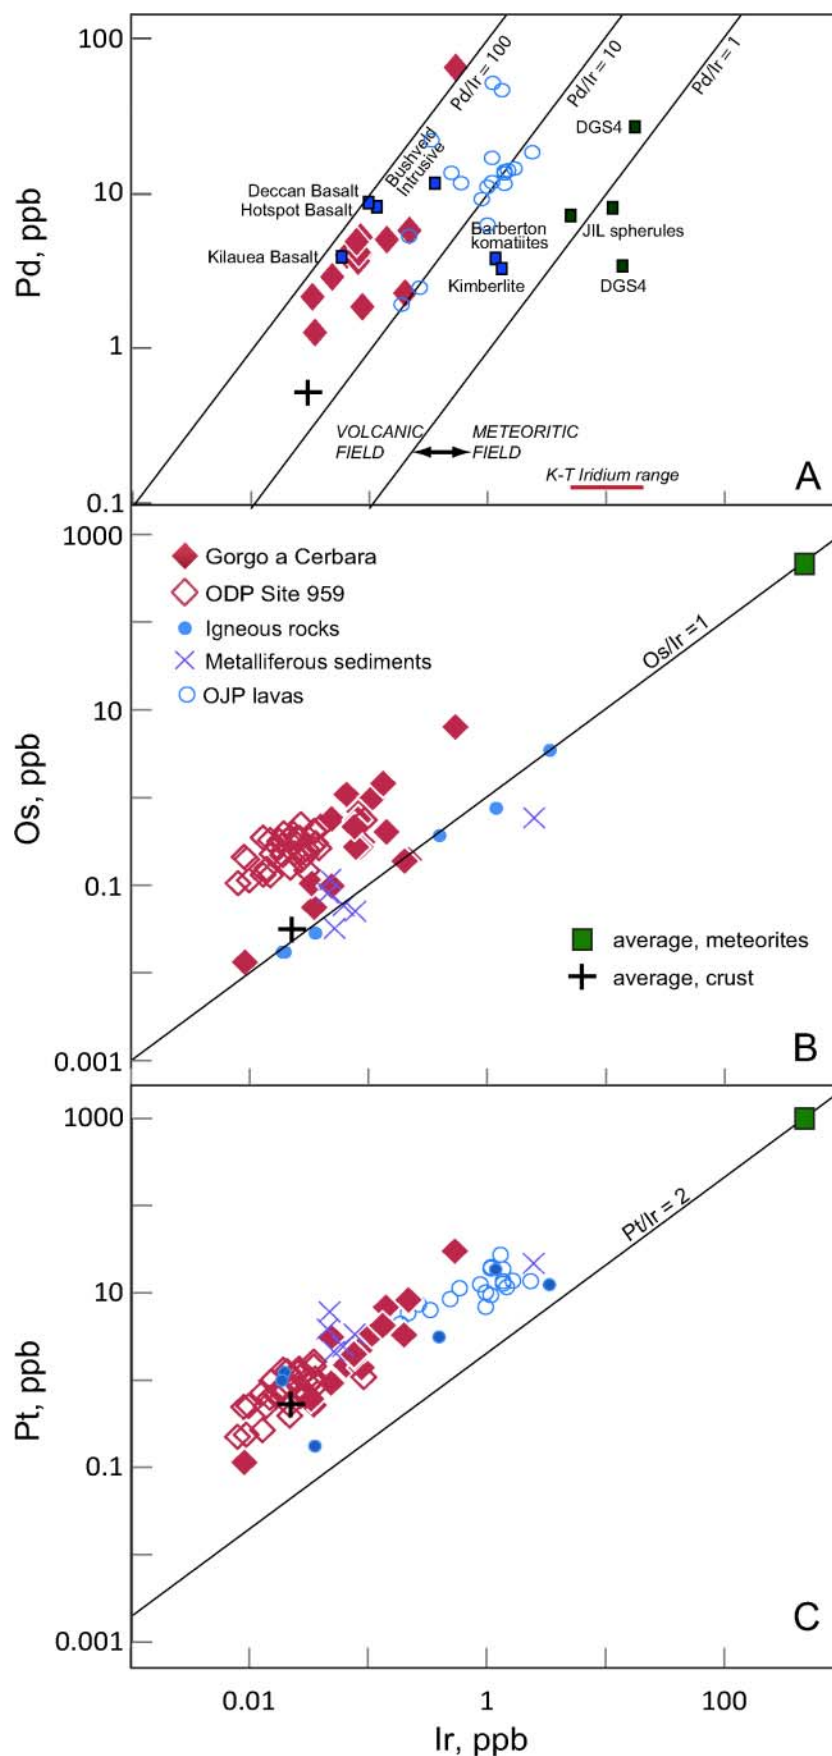 100
10
1
0.1
Pd, ppb
Pd/Ir = 100
Pd/Ir = 10
Pd/Ir = 1
DGS4
Bushveld
Intrusive
Deccan Basalt
Hotspot Basalt
Kilauea Basalt
Barberton
komatiites
JIL spherules
Kimberlite
DGS4
VOLCANIC
FIELD
METEORITIC
FIELD
K-T Iridium range
A
1000
10
0.1
0.001
Os, ppb
Gorgo a Cerbara
ODP Site 959
Igneous rocks
Metalliferous sediments
OJP lavas
Os/Ir =1
average, meteorites
average, crust
B
1000
10
0.1
0.001
Pt, ppb
Pt/Ir = 2
C
0.01
1
100
Ir, ppb